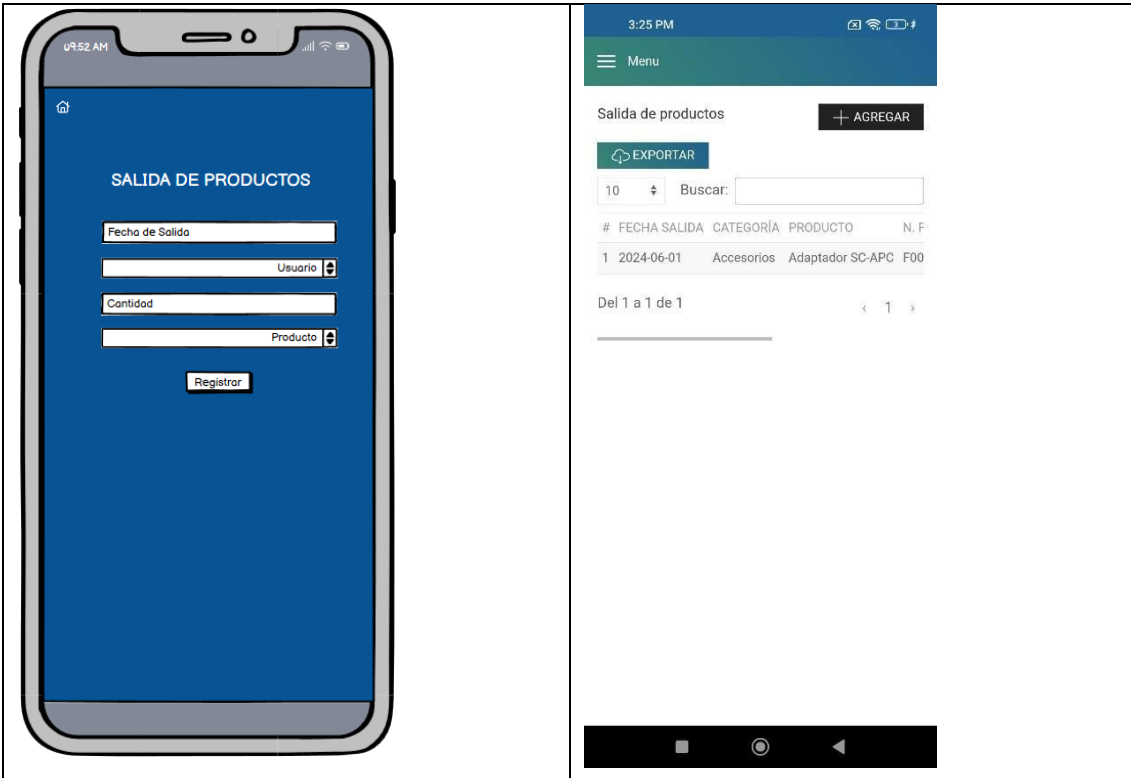 09:52 AM
SALIDA DE PRODUCTOS
Fecha de Salida
Usuario
Cantidad
Producto
Registrar
3:25 PM
3
Menu
Salida de productos
AGREGAR
EXPORTAR
10 Buscar:
# FECHA SALIDA CATEGORÍA PRODUCTO N. F
1 2024-06-01 Accesorios Adaptador SC-APC F00
Del 1 a 1 de 1
‹ 1 ›